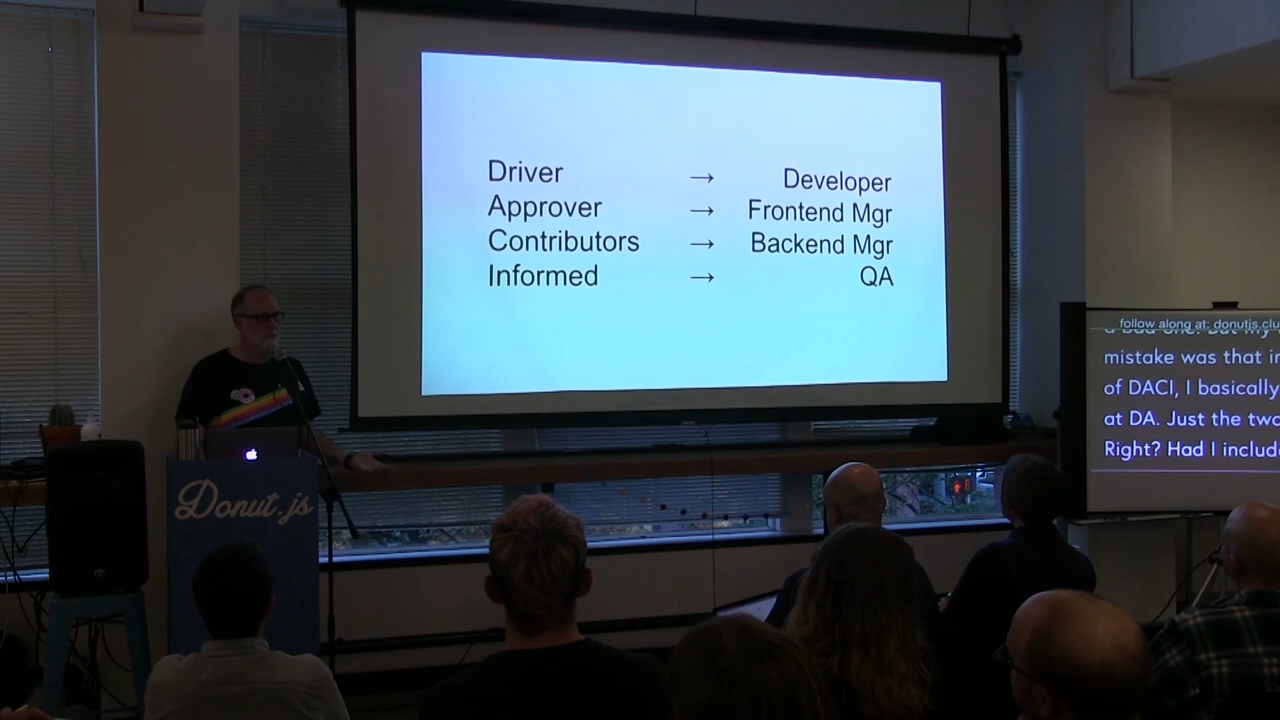 Driver → Developer
Approver → Frontend Mgr
Contributors → Backend Mgr
Informed → QA
Donut.js
follow along at: donutjs.clu
mistake was that in
of DACI, I basically
at DA. Just the two
Right? Had I includ